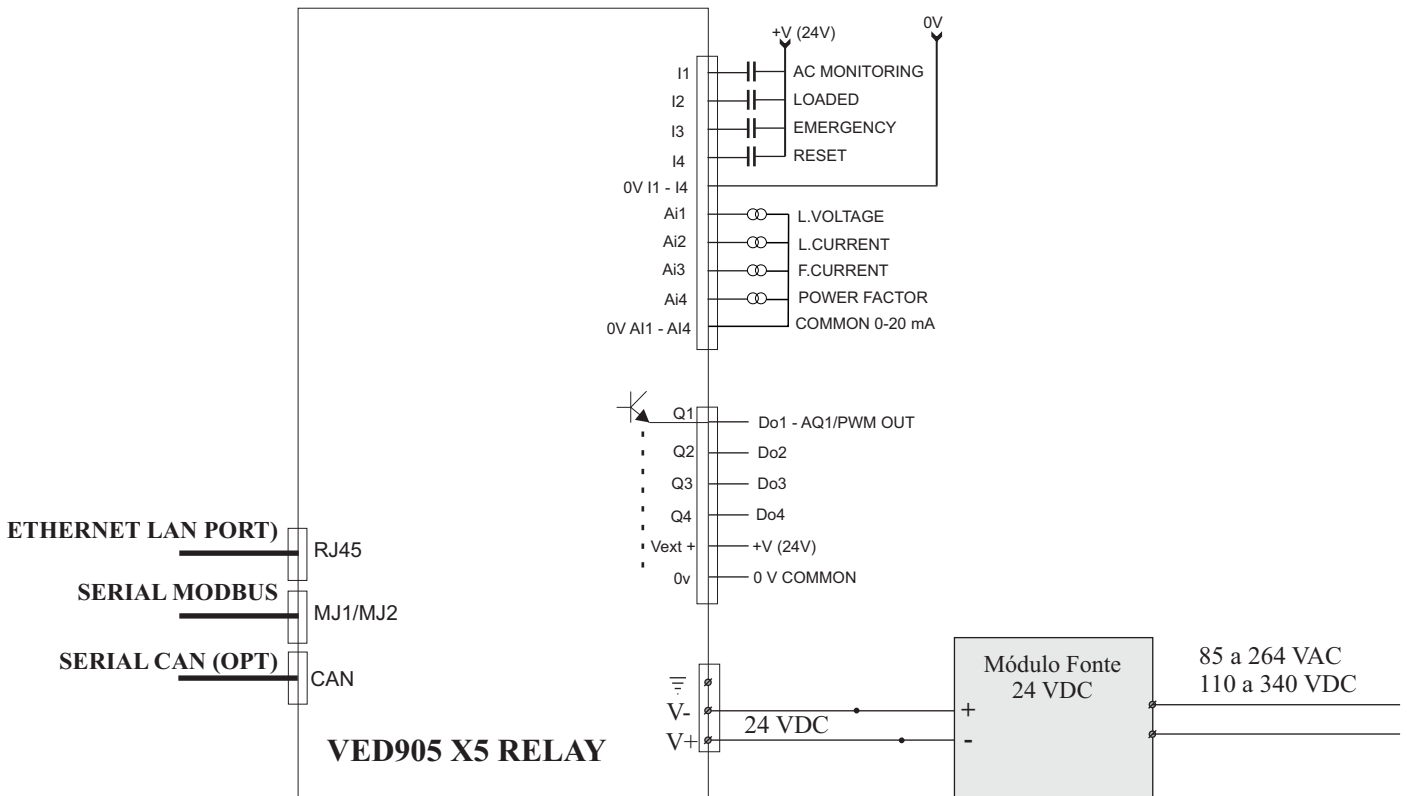 +V (24V)
0V
I1
AC MONITORING
I2
LOADED
I3
EMERGENCY
I4
RESET
0V I1 - I4
Ai1
L.VOLTAGE
Ai2
L.CURRENT
Ai3
F.CURRENT
Ai4
POWER FACTOR
0V AI1 - AI4
COMMON 0-20 mA
Q1
Do1 - AQ1/PWM OUT
Q2
Do2
Q3
Do3
Q4
Do4
Vext +
+V (24V)
0v
0 V COMMON
ETHERNET LAN PORT)
RJ45
SERIAL MODBUS
MJ1/MJ2
SERIAL CAN (OPT)
CAN
VED905 X5 RELAY
V-
V+
24 VDC
Módulo Fonte
24 VDC
+
-
85 a 264 VAC
110 a 340 VDC